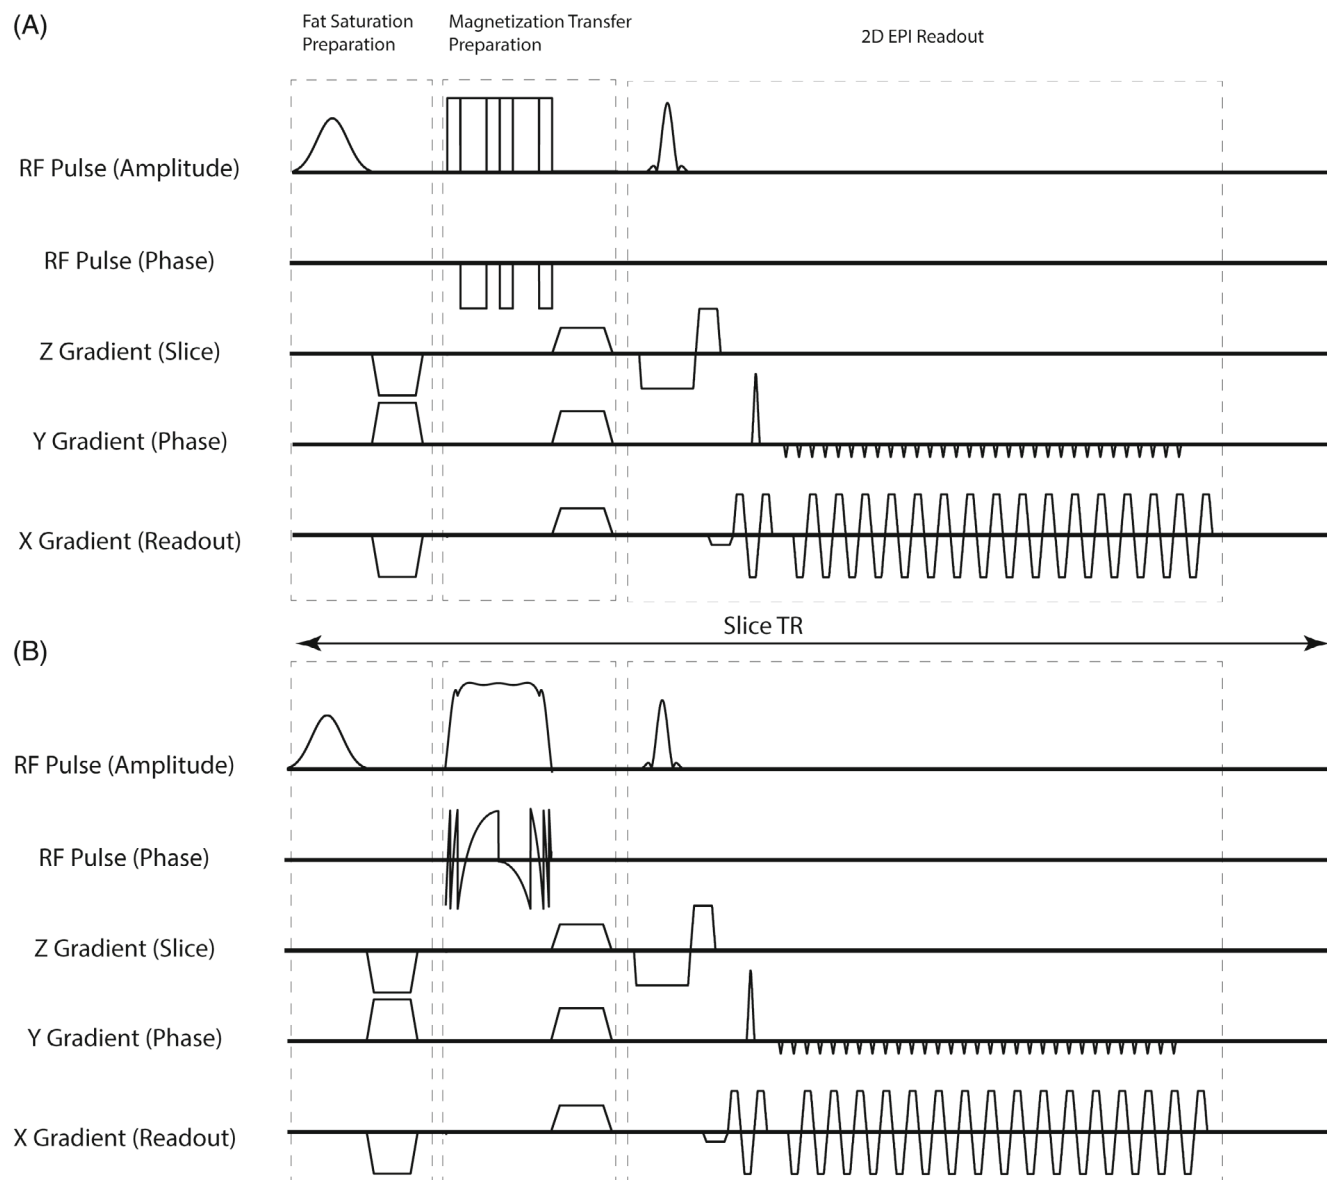 (A)
Fat Saturation
Preparation
Magnetization Transfer
Preparation
2D EPI Readout
RF Pulse (Amplitude)
RF Pulse (Phase)
Z Gradient (Slice)
Y Gradient (Phase)
X Gradient (Readout)
Slice TR
(B)
RF Pulse (Amplitude)
RF Pulse (Phase)
Z Gradient (Slice)
Y Gradient (Phase)
X Gradient (Readout)